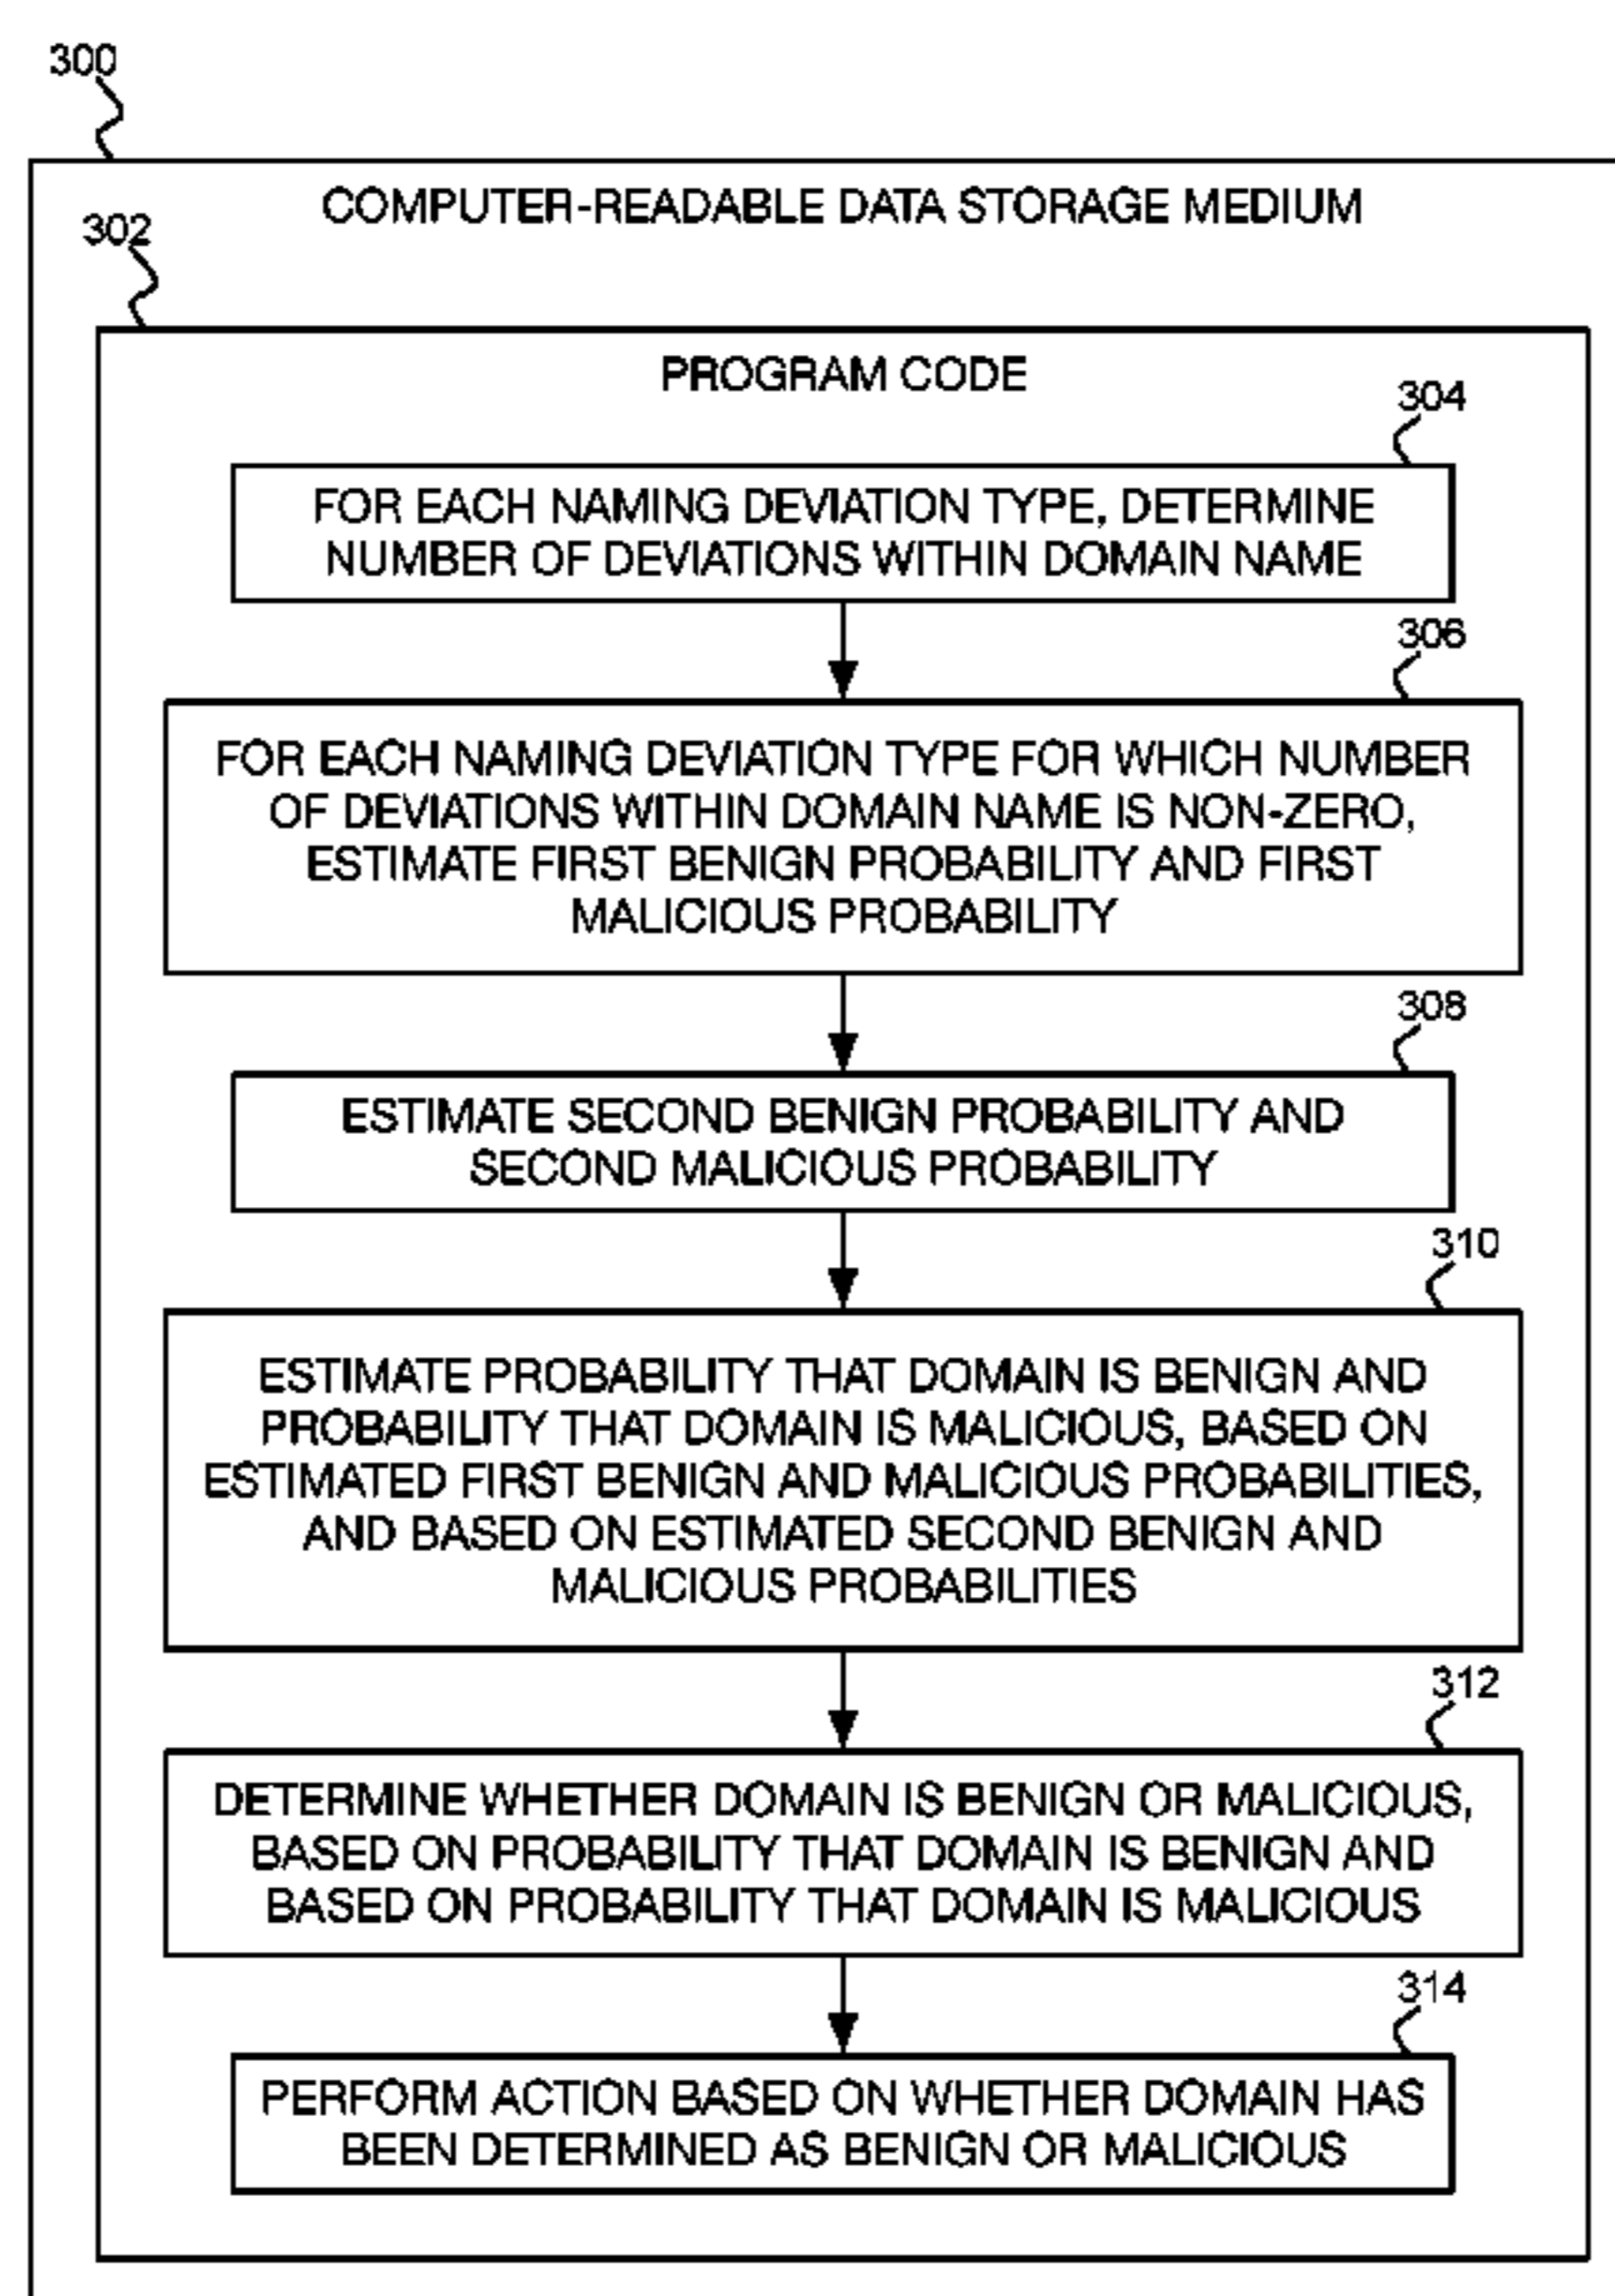 300
COMPUTER-READABLE DATA STORAGE MEDIUM
302
PROGRAM CODE
304
FOR EACH NAMING DEVIATION TYPE, DETERMINE
NUMBER OF DEVIATIONS WITHIN DOMAIN NAME
306
FOR EACH NAMING DEVIATION TYPE FOR WHICH NUMBER
OF DEVIATIONS WITHIN DOMAIN NAME IS NON-ZERO,
ESTIMATE FIRST BENIGN PROBABILITY AND FIRST
MALICIOUS PROBABILITY
308
ESTIMATE SECOND BENIGN PROBABILITY AND
SECOND MALICIOUS PROBABILITY
310
ESTIMATE PROBABILITY THAT DOMAIN IS BENIGN AND
PROBABILITY THAT DOMAIN IS MALICIOUS, BASED ON
ESTIMATED FIRST BENIGN AND MALICIOUS PROBABILITIES,
AND BASED ON ESTIMATED SECOND BENIGN AND
MALICIOUS PROBABILITIES
312
DETERMINE WHETHER DOMAIN IS BENIGN OR MALICIOUS,
BASED ON PROBABILITY THAT DOMAIN IS BENIGN AND
BASED ON PROBABILITY THAT DOMAIN IS MALICIOUS
314
PERFORM ACTION BASED ON WHETHER DOMAIN HAS
BEEN DETERMINED AS BENIGN OR MALICIOUS